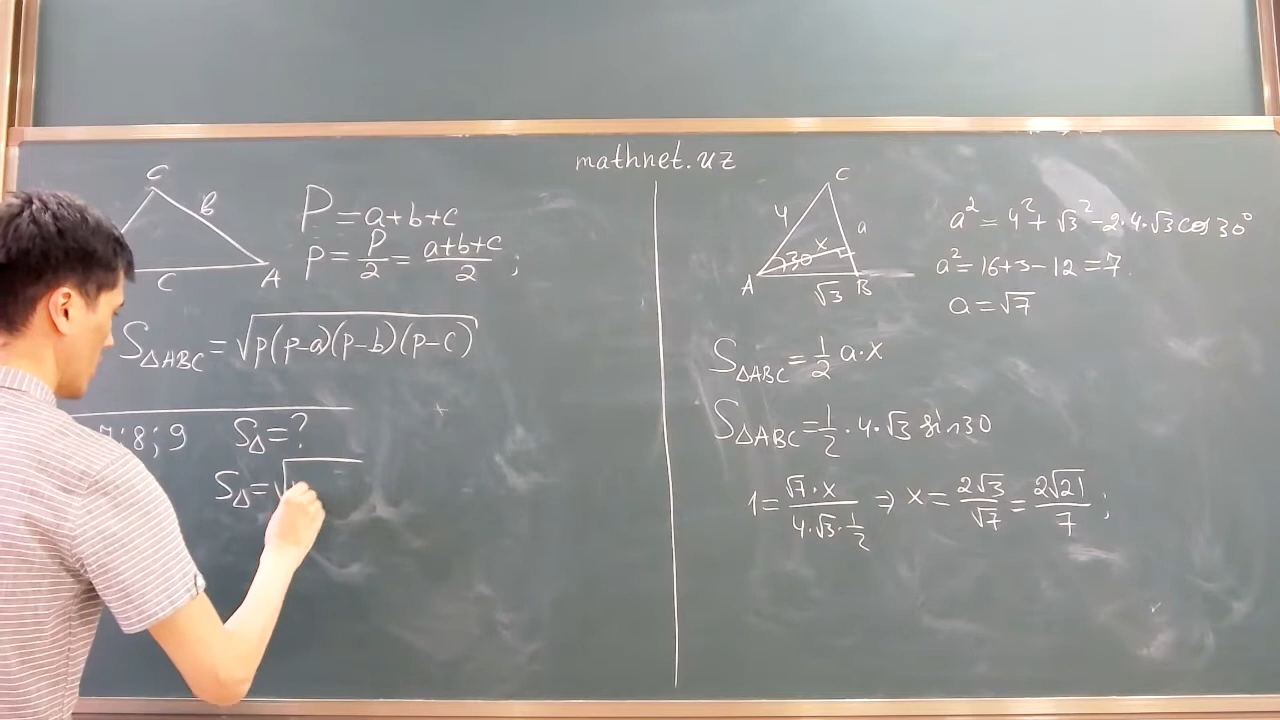 mathnet.uz
C
b
C
A
P = a+b+c
p = P/2 = (a+b+c)/2 ;
S△ABC = √(p(p-a)(p-b)(p-c))
7; 8; 9 S△ = ?
S△ = √
C
4
a
x
30
A
√3
B
a² = 4² + √3² - 2·4·√3 cos 30°
a² = 16+3-12 = 7.
a = √7
S△ABC = 1/2 a·x
S△ABC = 1/2 · 4·√3 sin 30
1 = (√7·x)/(4·√3·1/2) ⇒ x = 2√3/√7 = 2√21/7 ;